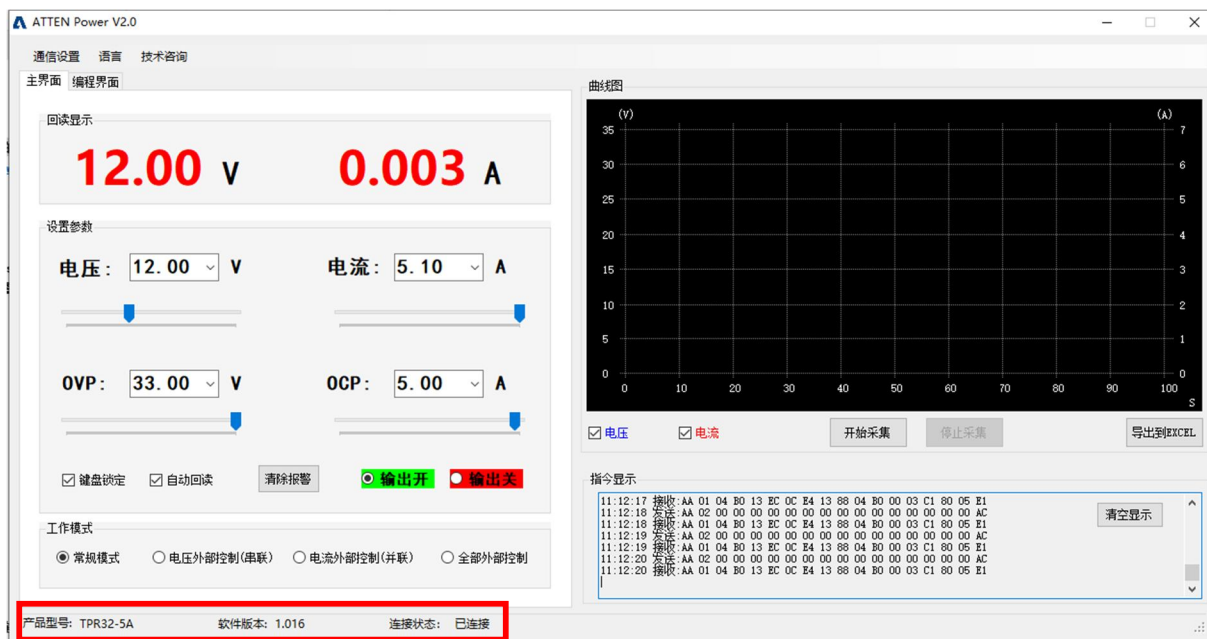 ATTEN Power V2.0
通信设置 语言 技术咨询
主界面 编程界面
回读显示
12.00 V 0.003 A
设置参数
电压: 12.00 V 电流: 5.10 A
OVP: 33.00 V OCP: 5.00 A
键盘锁定 自动回读 清除报警 输出开 输出关
工作模式
常规模式 电压外部控制(串联) 电流外部控制(并联) 全部外部控制
曲线图
(V) (A)
35 7
30 6
25 5
20 4
15 3
10 2
5 1
0 0
0 10 20 30 40 50 60 70 80 90 100
S
电压 电流 开始采集 停止采集 导出到EXCEL
指令显示
11:12:17 接收:AA 01 04 B0 13 EC 0C E4 13 88 04 B0 00 03 C1 80 05 E1
11:12:18 发送:AA 02 00 00 00 00 00 00 00 00 00 00 00 00 00 00 00 AC
11:12:18 接收:AA 01 04 B0 13 EC 0C E4 13 88 04 B0 00 03 C1 80 05 E1
11:12:19 发送:AA 02 00 00 00 00 00 00 00 00 00 00 00 00 00 00 00 AC
11:12:19 接收:AA 01 04 B0 13 EC 0C E4 13 88 04 B0 00 03 C1 80 05 E1
11:12:20 发送:AA 02 00 00 00 00 00 00 00 00 00 00 00 00 00 00 00 AC
11:12:20 接收:AA 01 04 B0 13 EC 0C E4 13 88 04 B0 00 03 C1 80 05 E1
清空显示
产品型号: TPR32-5A 软件版本: 1.016 连接状态: 已连接